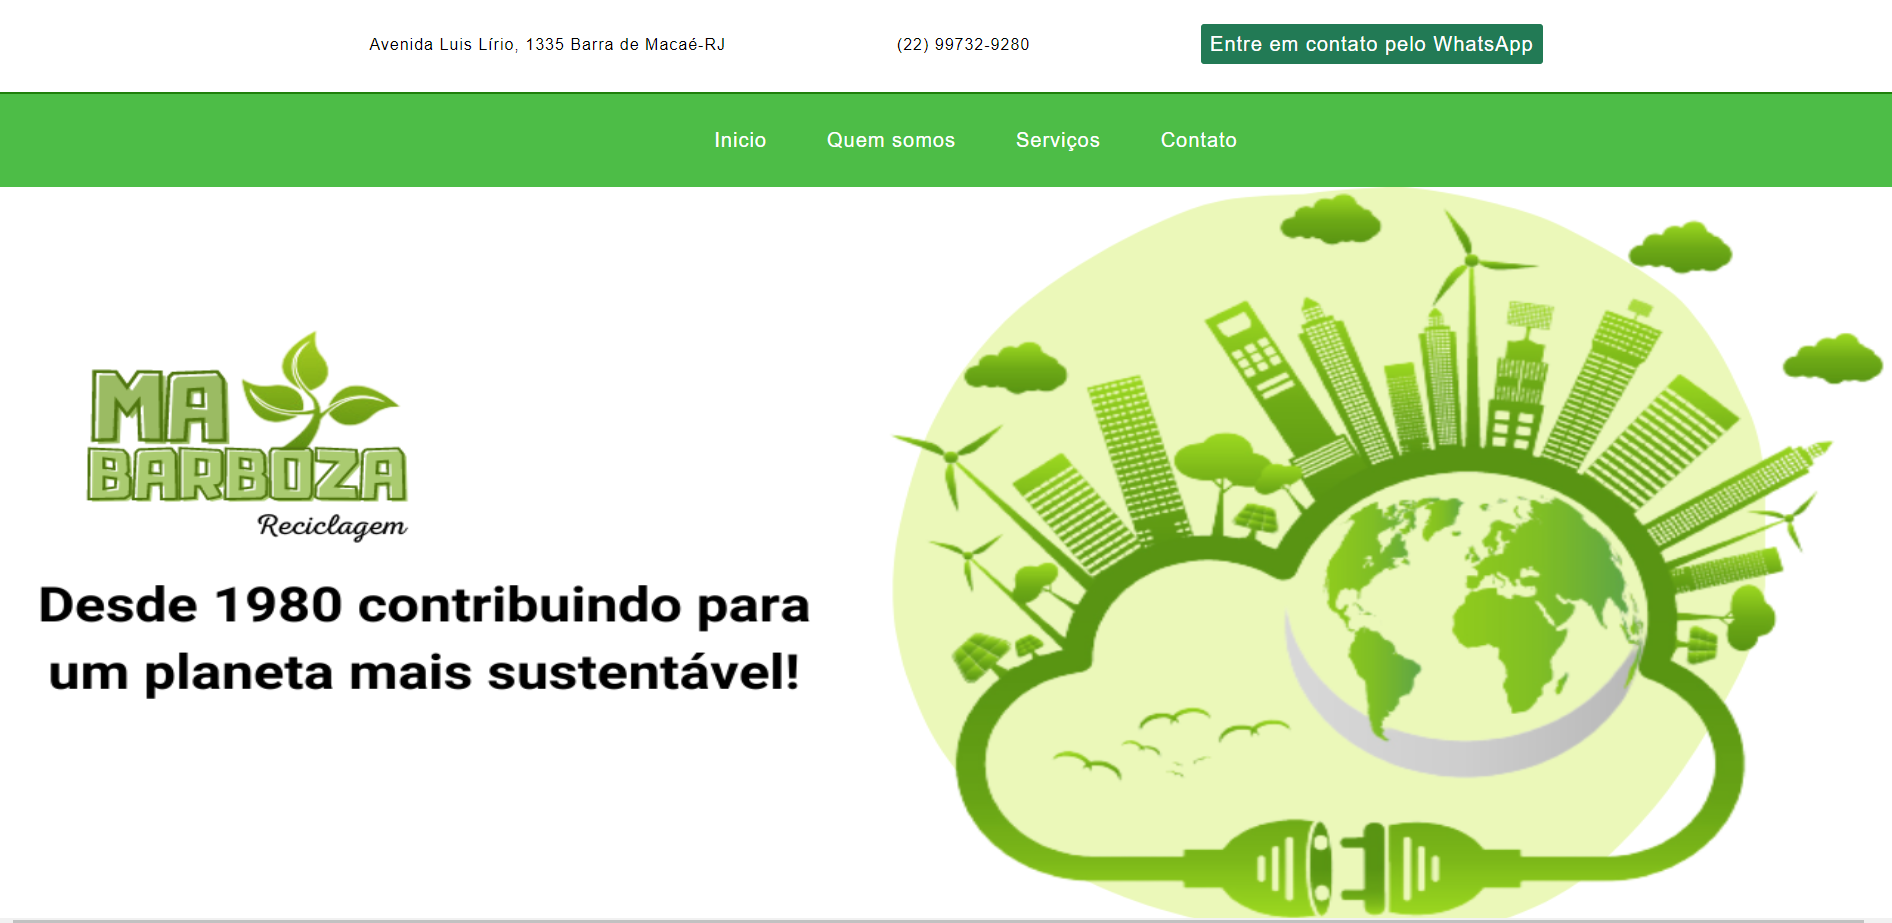 Avenida Luis Lírio, 1335 Barra de Macaé-RJ
(22) 99732-9280
Entre em contato pelo WhatsApp
Inicio
Quem somos
Serviços
Contato
MA
BARBOZA
Reciclagem
Desde 1980 contribuindo para
um planeta mais sustentável!